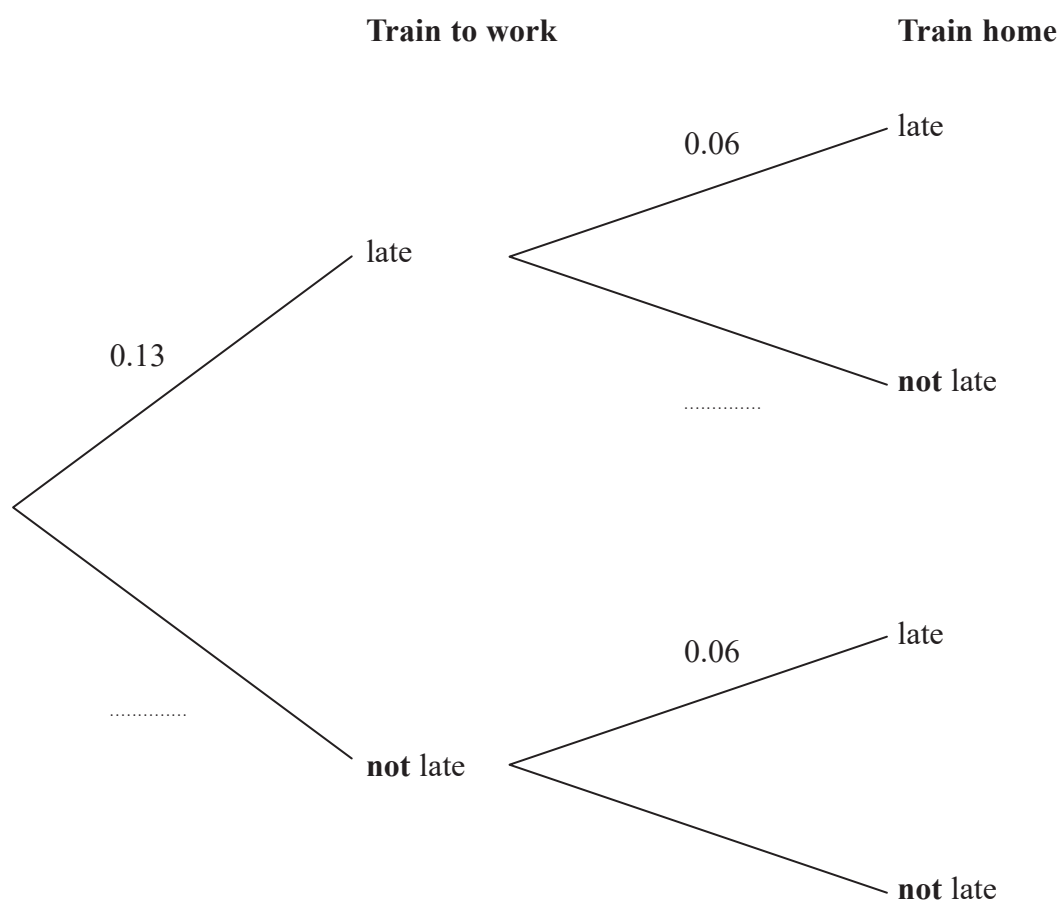 Train to work Train home
late
0.06
late
0.13
not late
..............
late
0.06
..............
not late
not late